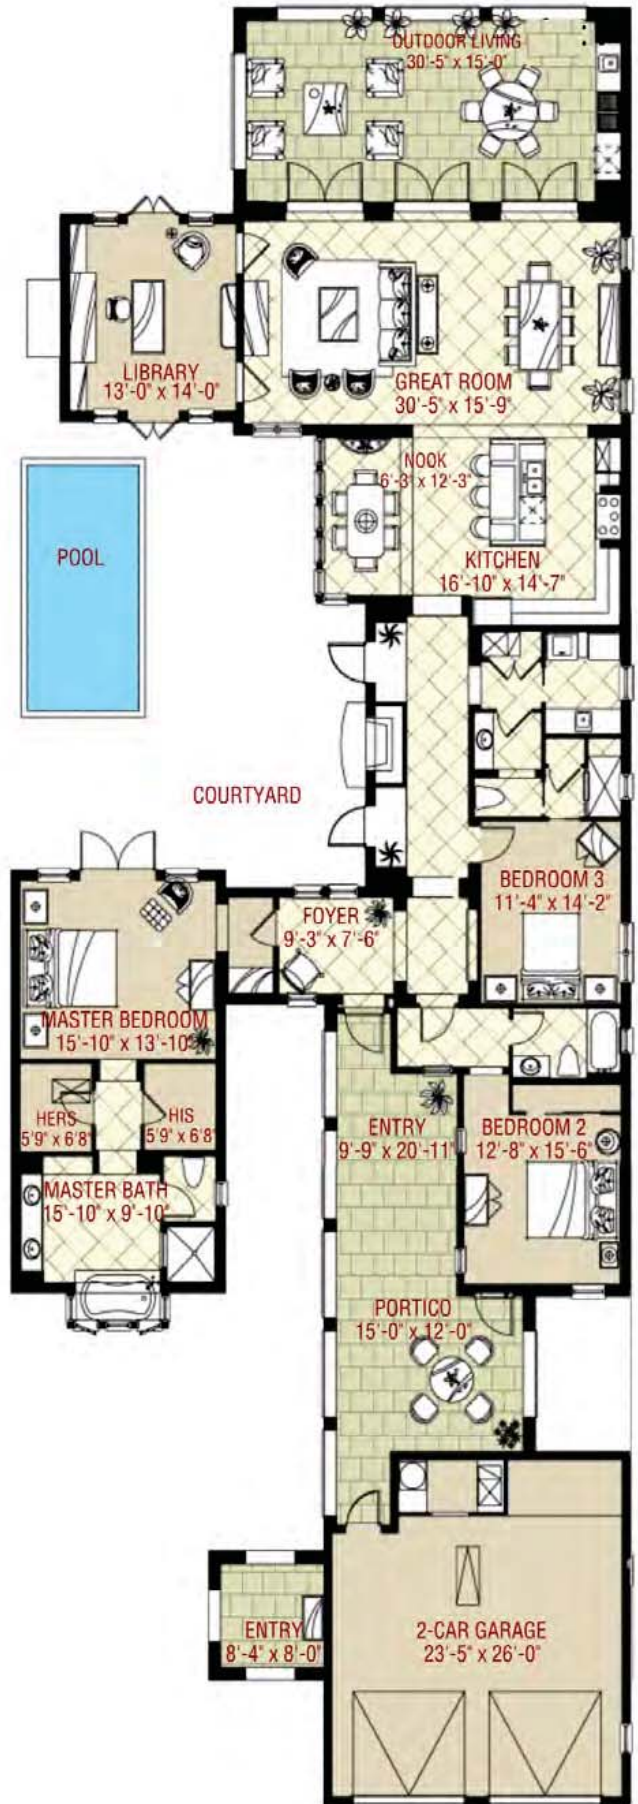 OUTDOOR LIVING
30'-5" x 15'-0"
LIBRARY
13'-0" x 14'-0"
GREAT ROOM
30'-5" x 15'-9"
NOOK
6'-3" x 12'-3"
POOL
KITCHEN
16'-10" x 14'-7"
COURTYARD
BEDROOM 3
11'-4" x 14'-2"
FOYER
9'-3" x 7'-6"
MASTER BEDROOM
15'-10" x 13'-10"
HERS
5'9" x 6'8"
HIS
5'9" x 6'8"
ENTRY
9'-9" x 20'-11"
BEDROOM 2
12'-8" x 15'-6"
MASTER BATH
15'-10" x 9'-10"
PORTICO
15'-0" x 12'-0"
ENTRY
8'-4" x 8'-0"
2-CAR GARAGE
23'-5" x 26'-0"